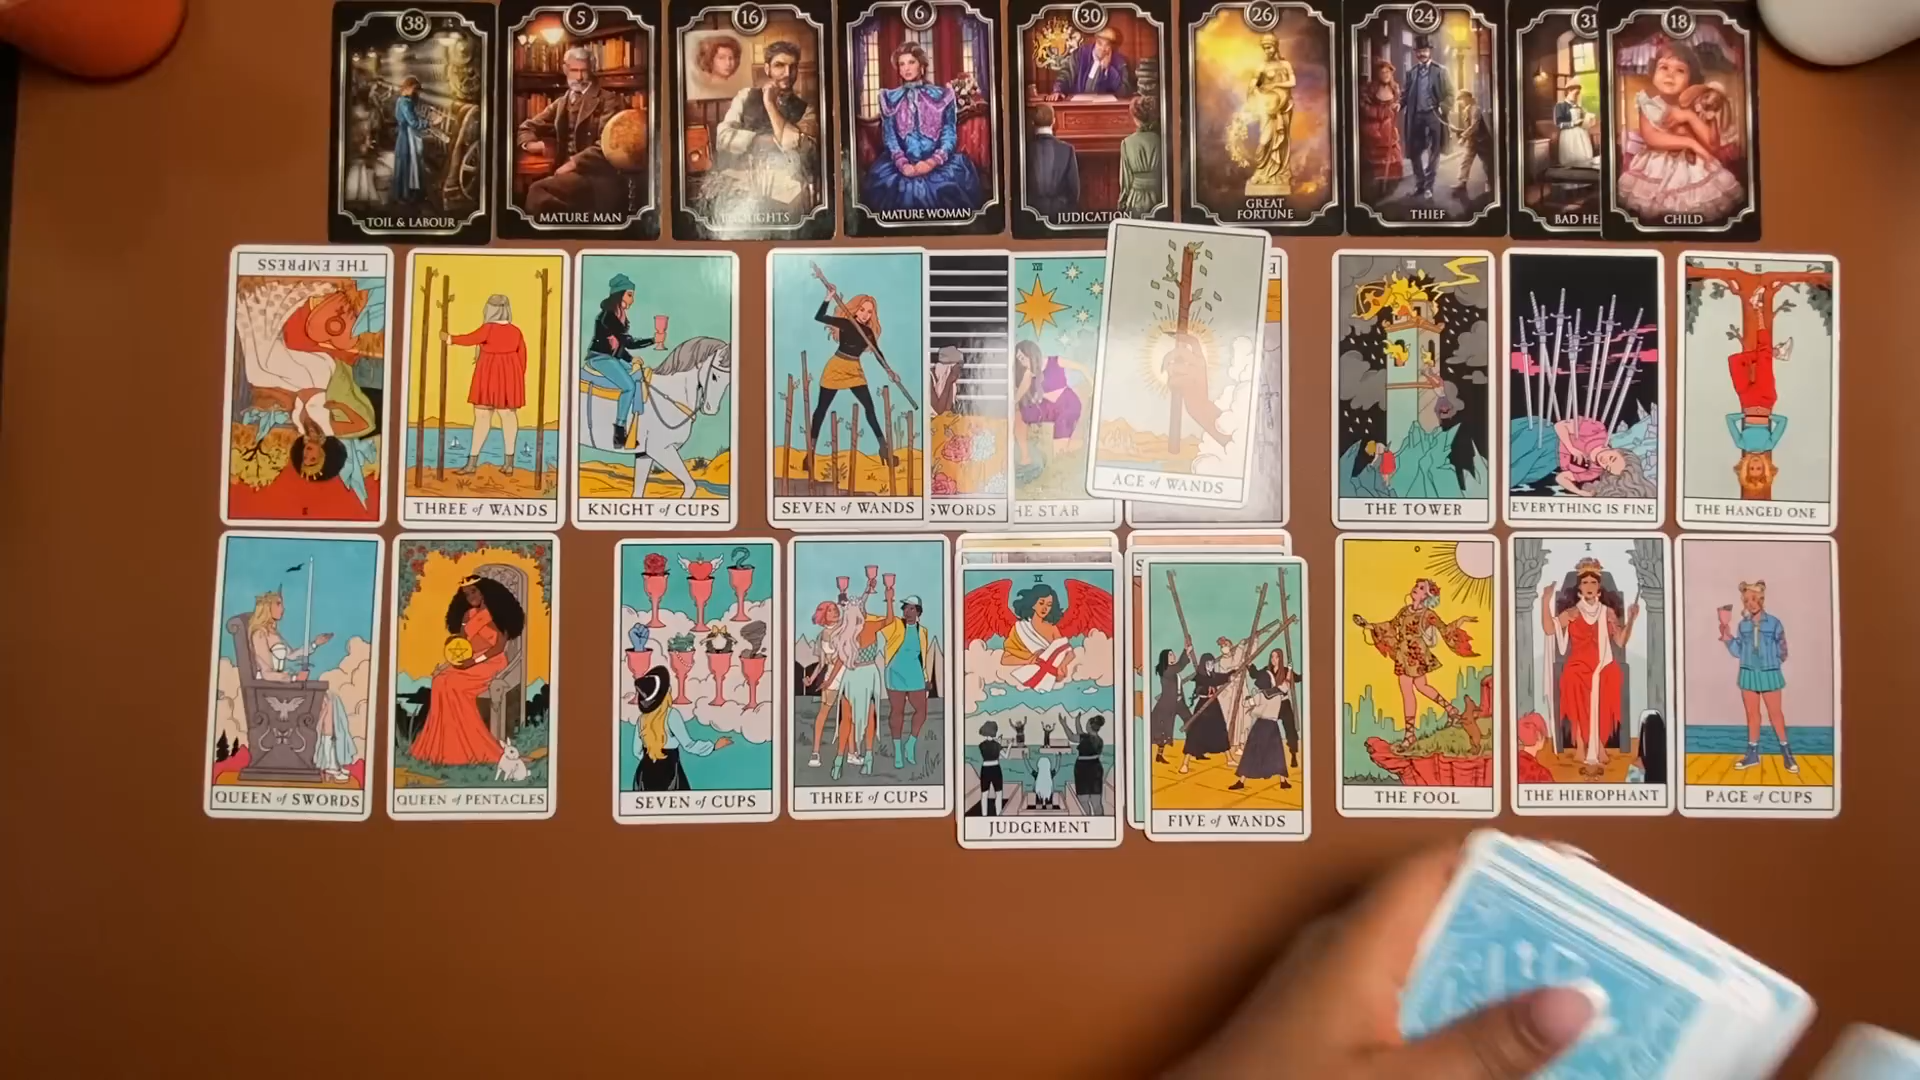 38
TOIL & LABOUR
5
MATURE MAN
16
6
MATURE WOMAN
30
JUDICATION
26
GREAT
FORTUNE
24
THIEF
31
BAD HE
18
CHILD
THE EMPRESS
THREE of WANDS
KNIGHT of CUPS
SEVEN of WANDS
SWORDS
HE STAR
ACE of WANDS
THE TOWER
EVERYTHING IS FINE
THE HANGED ONE
QUEEN of SWORDS
QUEEN of PENTACLES
SEVEN of CUPS
THREE of CUPS
JUDGEMENT
FIVE of WANDS
THE FOOL
THE HIEROPHANT
PAGE of CUPS